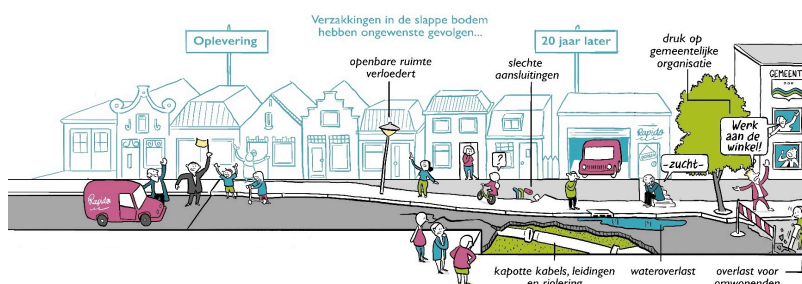 Verzakkingen in de slappe bodem
hebben ongewenste gevolgen...
Oplevering
20 jaar later
druk op
gemeentelijke
organisatie
openbare ruimte
verloedert
slechte
aansluitingen
GEMEENT
Werk
aan de
winkel!
Rapido
?
-zucht-
Rapido
kapotte kabels, leidingen
en riolering
wateroverlast
overlast voor
omwonenden